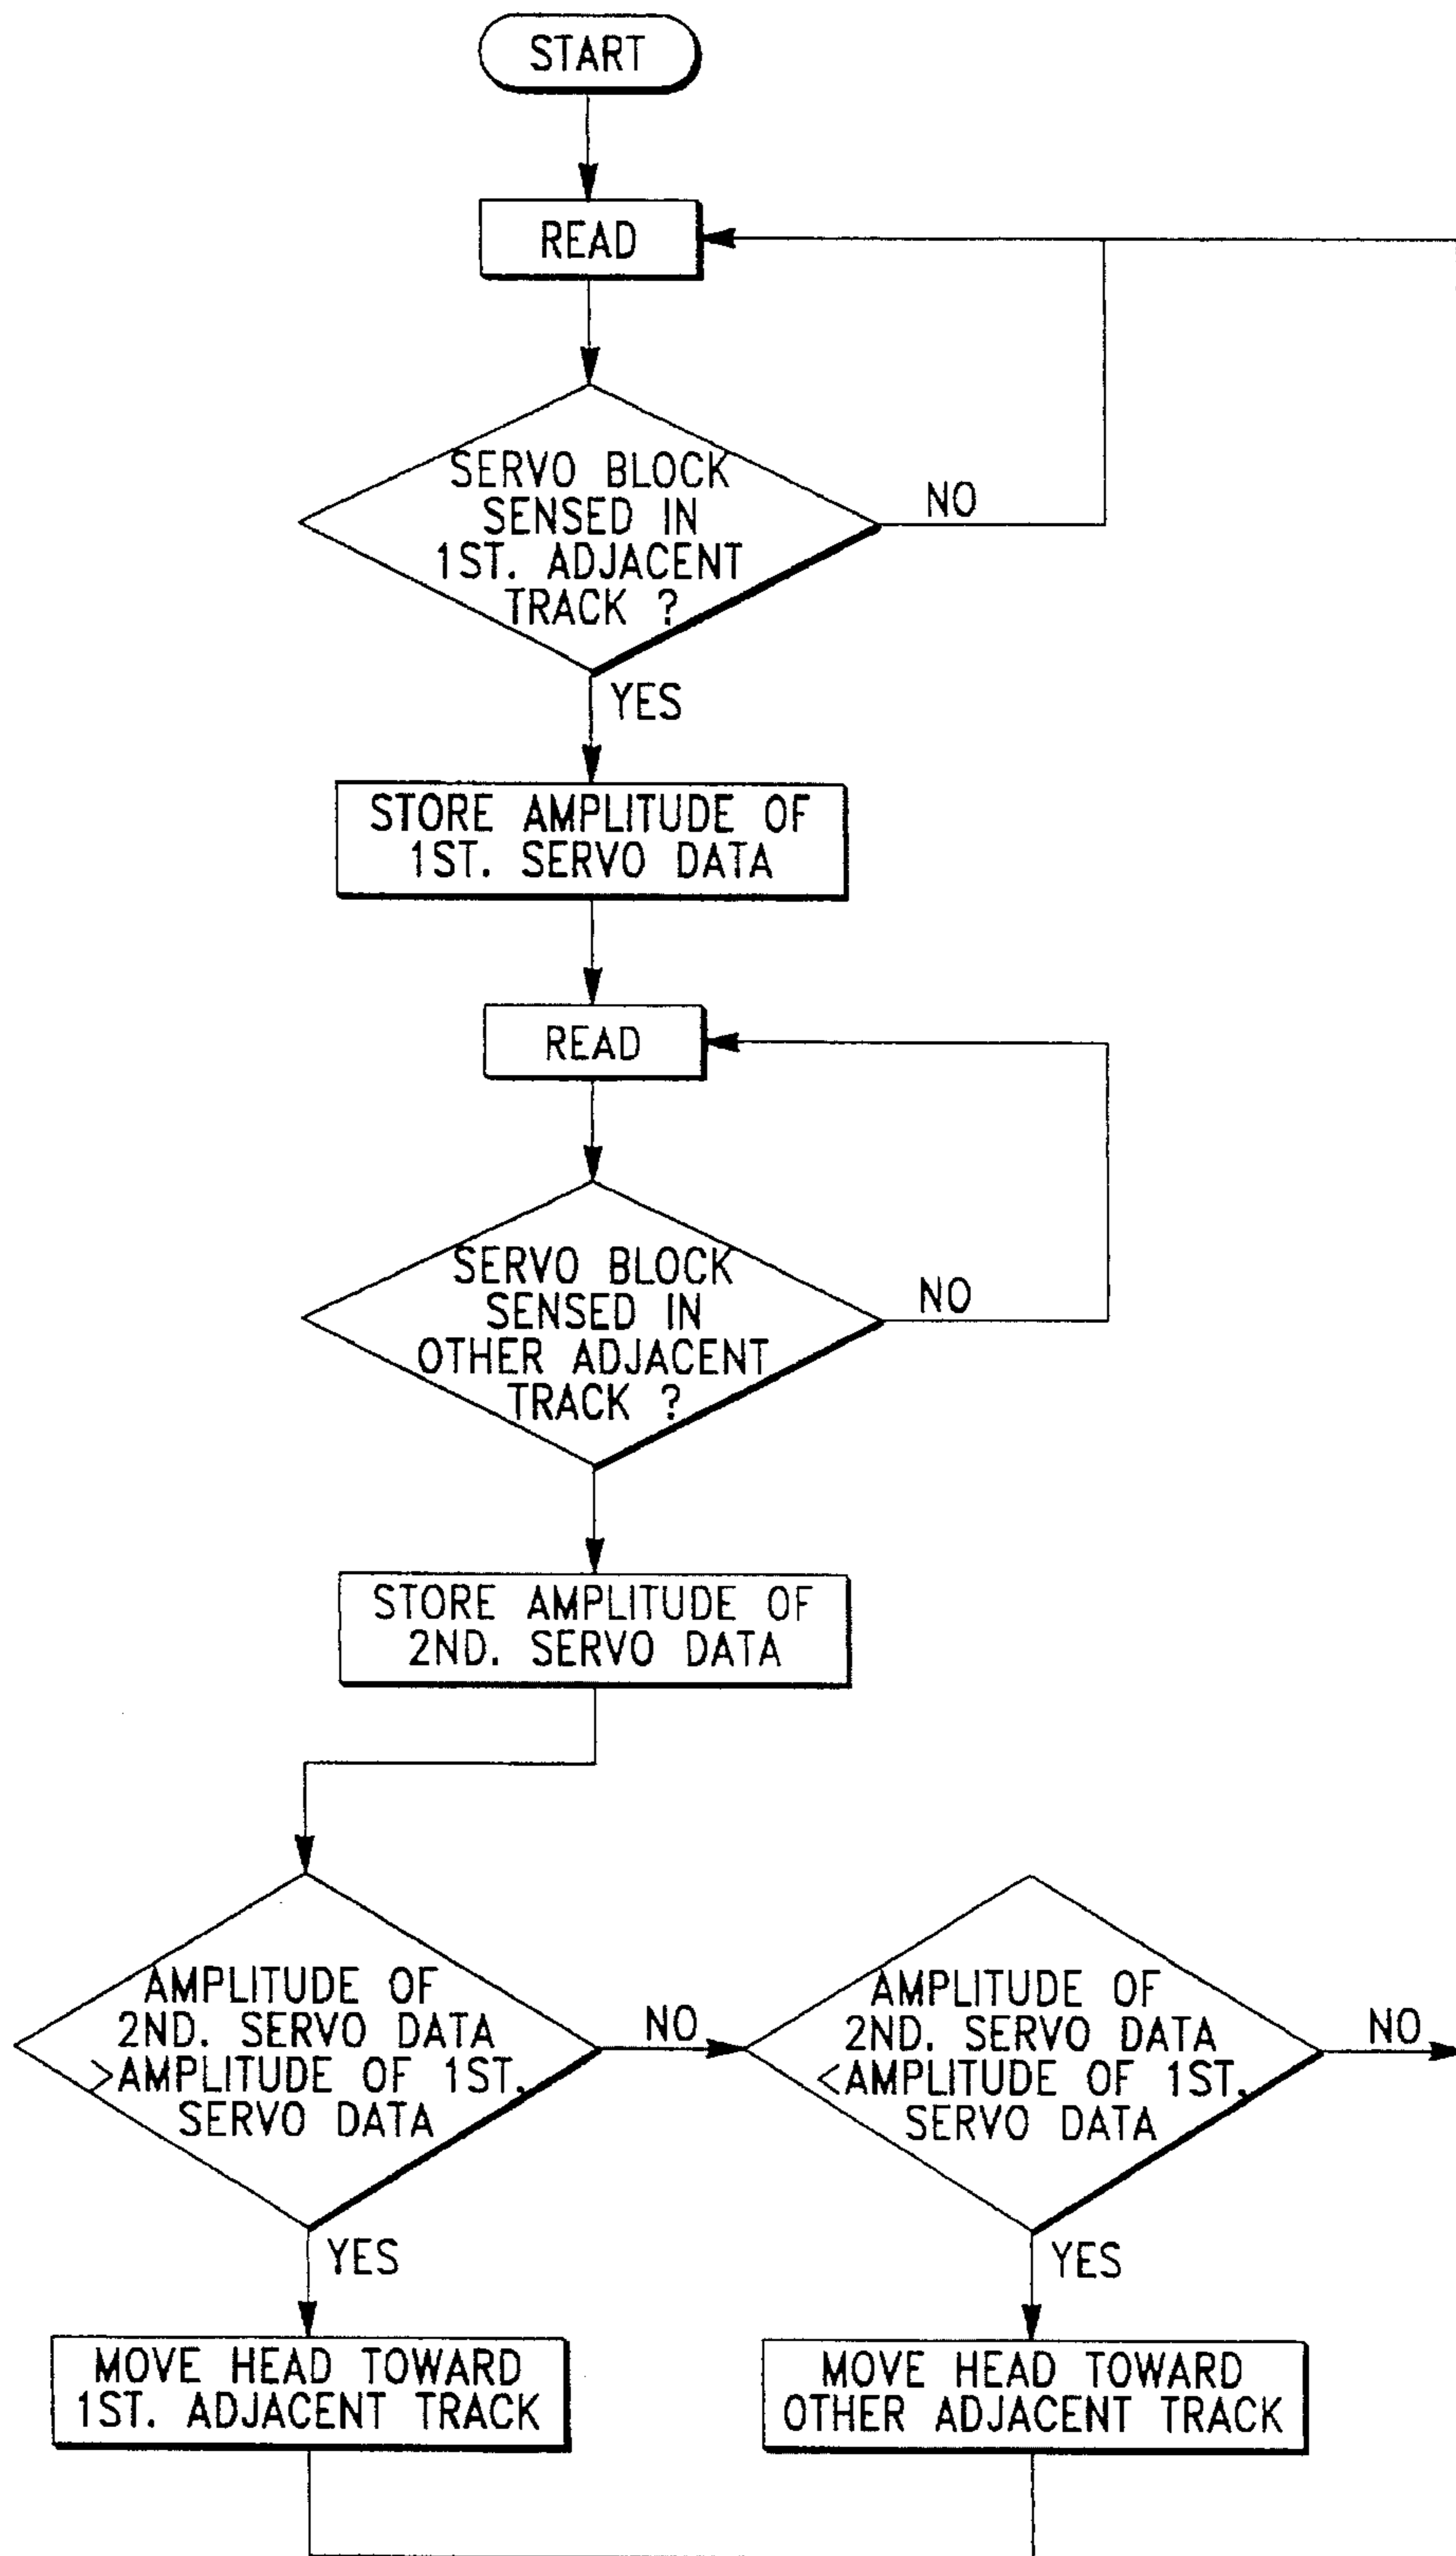 START
READ
SERVO BLOCK
SENSED IN
1ST. ADJACENT
TRACK ?
NO
YES
STORE AMPLITUDE OF
1ST. SERVO DATA
READ
SERVO BLOCK
SENSED IN
OTHER ADJACENT
TRACK ?
NO
STORE AMPLITUDE OF
2ND. SERVO DATA
AMPLITUDE OF
2ND. SERVO DATA
>AMPLITUDE OF 1ST.
SERVO DATA
NO
YES
AMPLITUDE OF
2ND. SERVO DATA
<AMPLITUDE OF 1ST.
SERVO DATA
NO
YES
MOVE HEAD TOWARD
1ST. ADJACENT TRACK
MOVE HEAD TOWARD
OTHER ADJACENT TRACK